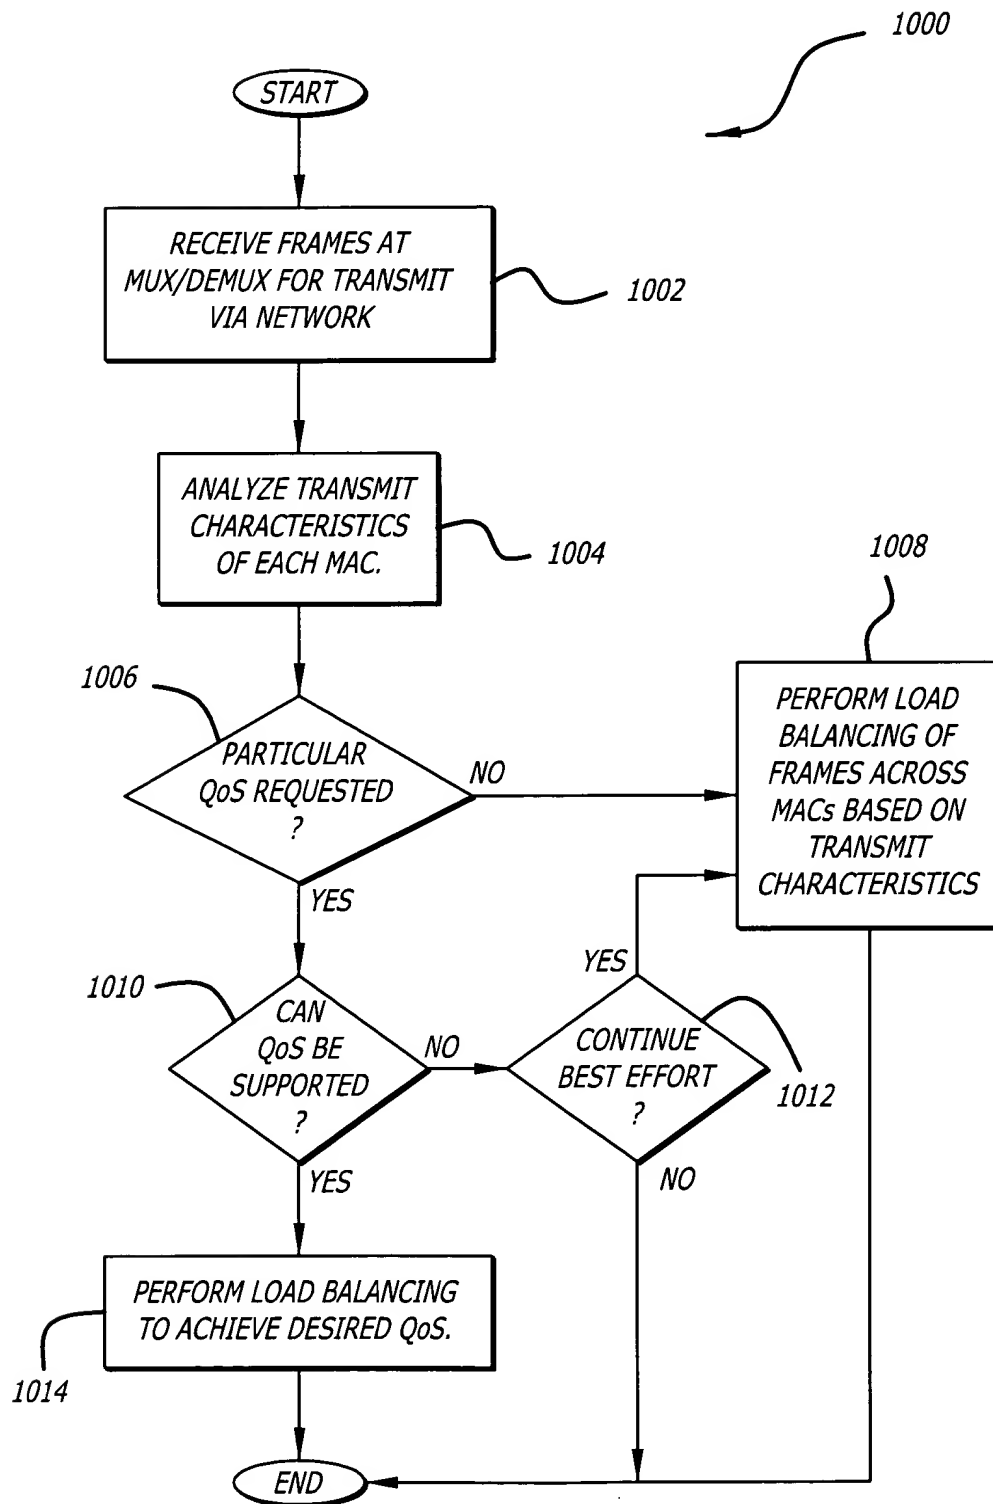 1000
START
RECEIVE FRAMES AT
MUX/DEMUX FOR TRANSMIT
VIA NETWORK
1002
ANALYZE TRANSMIT
CHARACTERISTICS
OF EACH MAC.
1004
1006
PARTICULAR
QoS REQUESTED
?
NO
YES
1008
PERFORM LOAD
BALANCING OF
FRAMES ACROSS
MACs BASED ON
TRANSMIT
CHARACTERISTICS
1010
CAN
QoS BE
SUPPORTED
?
NO
YES
YES
CONTINUE
BEST EFFORT
?
1012
NO
PERFORM LOAD BALANCING
TO ACHIEVE DESIRED QoS.
1014
END